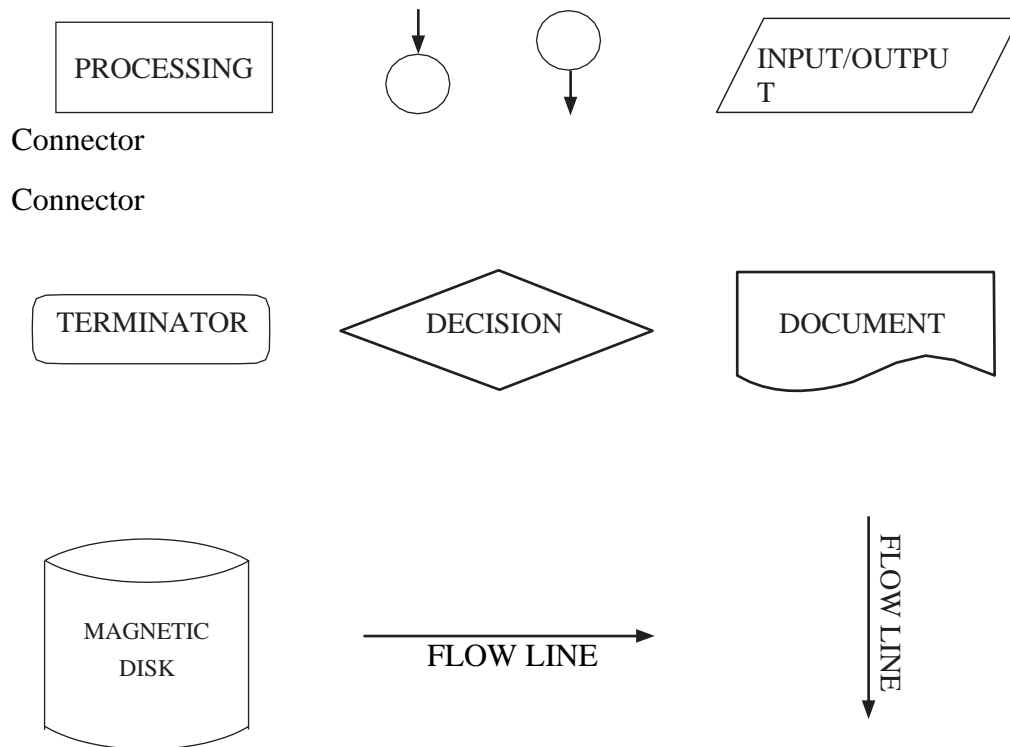 PROCESSING
INPUT/OUTPU
T
Connector
Connector
TERMINATOR
DECISION
DOCUMENT
MAGNETIC
DISK
FLOW LINE
FLOW LINE